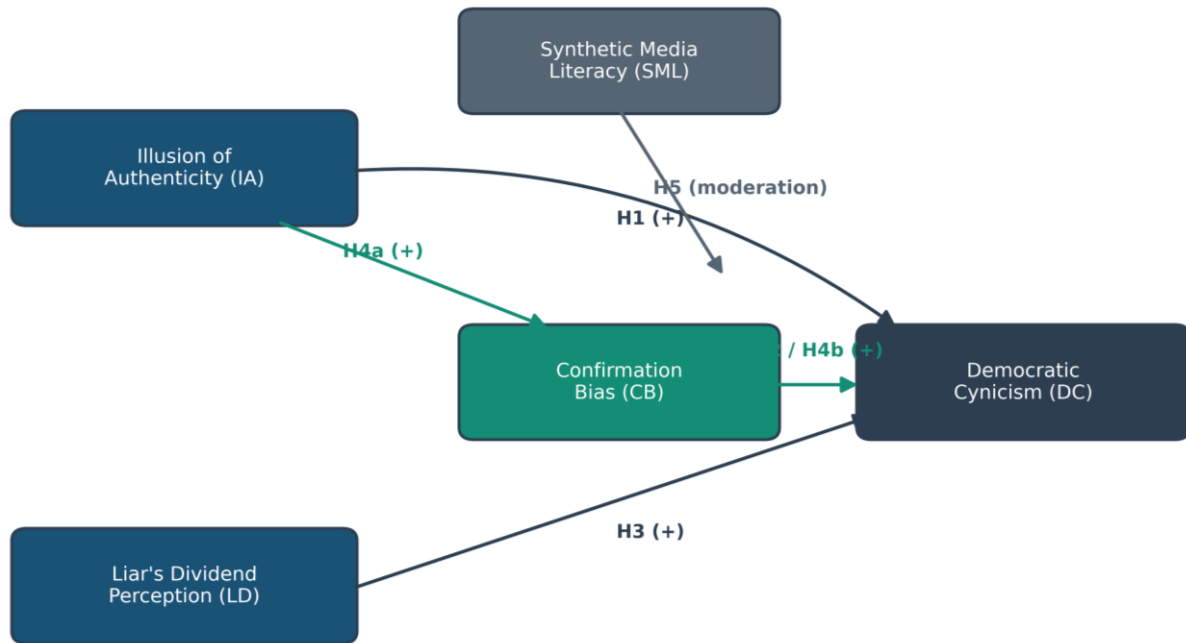 Synthetic Media
Literacy (SML)
Illusion of
Authenticity (IA)
H5 (moderation)
H1 (+)
H4a (+)
/ H4b (+)
Confirmation
Bias (CB)
Democratic
Cynicism (DC)
H3 (+)
Liar's Dividend
Perception (LD)